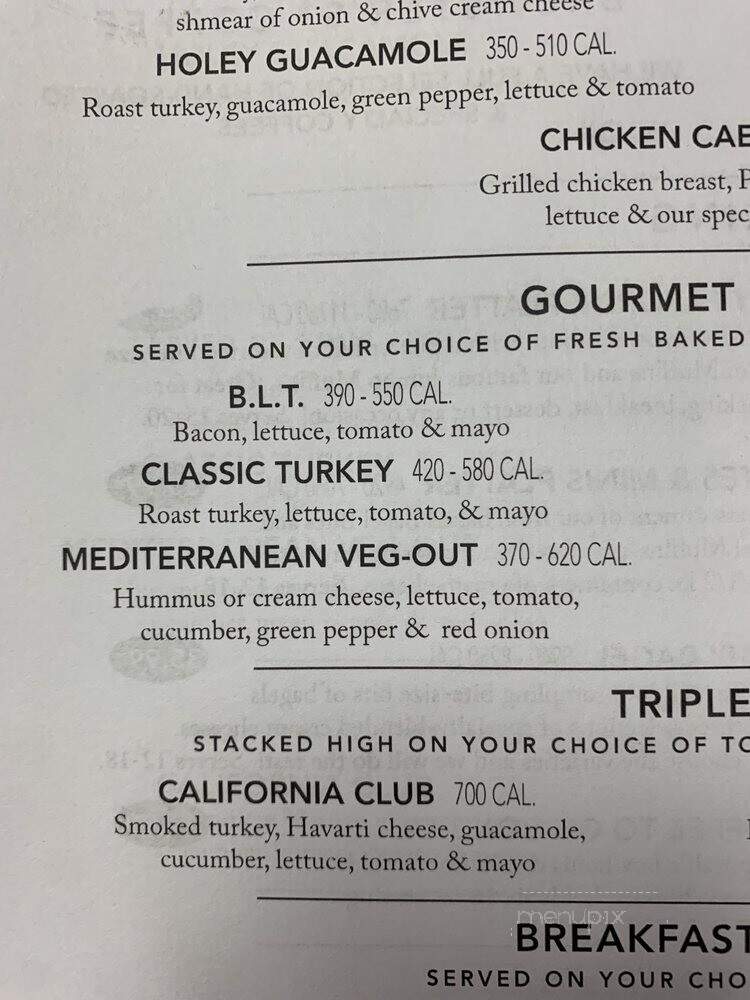 shmear of onion & chive cream cheese
HOLEY GUACAMOLE 350 - 510 CAL.
Roast turkey, guacamole, green pepper, lettuce & tomato
CHICKEN CAE
Grilled chicken breast, P
lettuce & our spec
GOURMET
SERVED ON YOUR CHOICE OF FRESH BAKED
B.L.T. 390 - 550 CAL.
Bacon, lettuce, tomato & mayo
CLASSIC TURKEY 420 - 580 CAL.
Roast turkey, lettuce, tomato, & mayo
MEDITERRANEAN VEG-OUT 370 - 620 CAL.
Hummus or cream cheese, lettuce, tomato,
cucumber, green pepper & red onion
TRIPLE
STACKED HIGH ON YOUR CHOICE OF TO
CALIFORNIA CLUB 700 CAL.
Smoked turkey, Havarti cheese, guacamole,
cucumber, lettuce, tomato & mayo
menupix
BREAKFAST
SERVED ON YOUR CHO